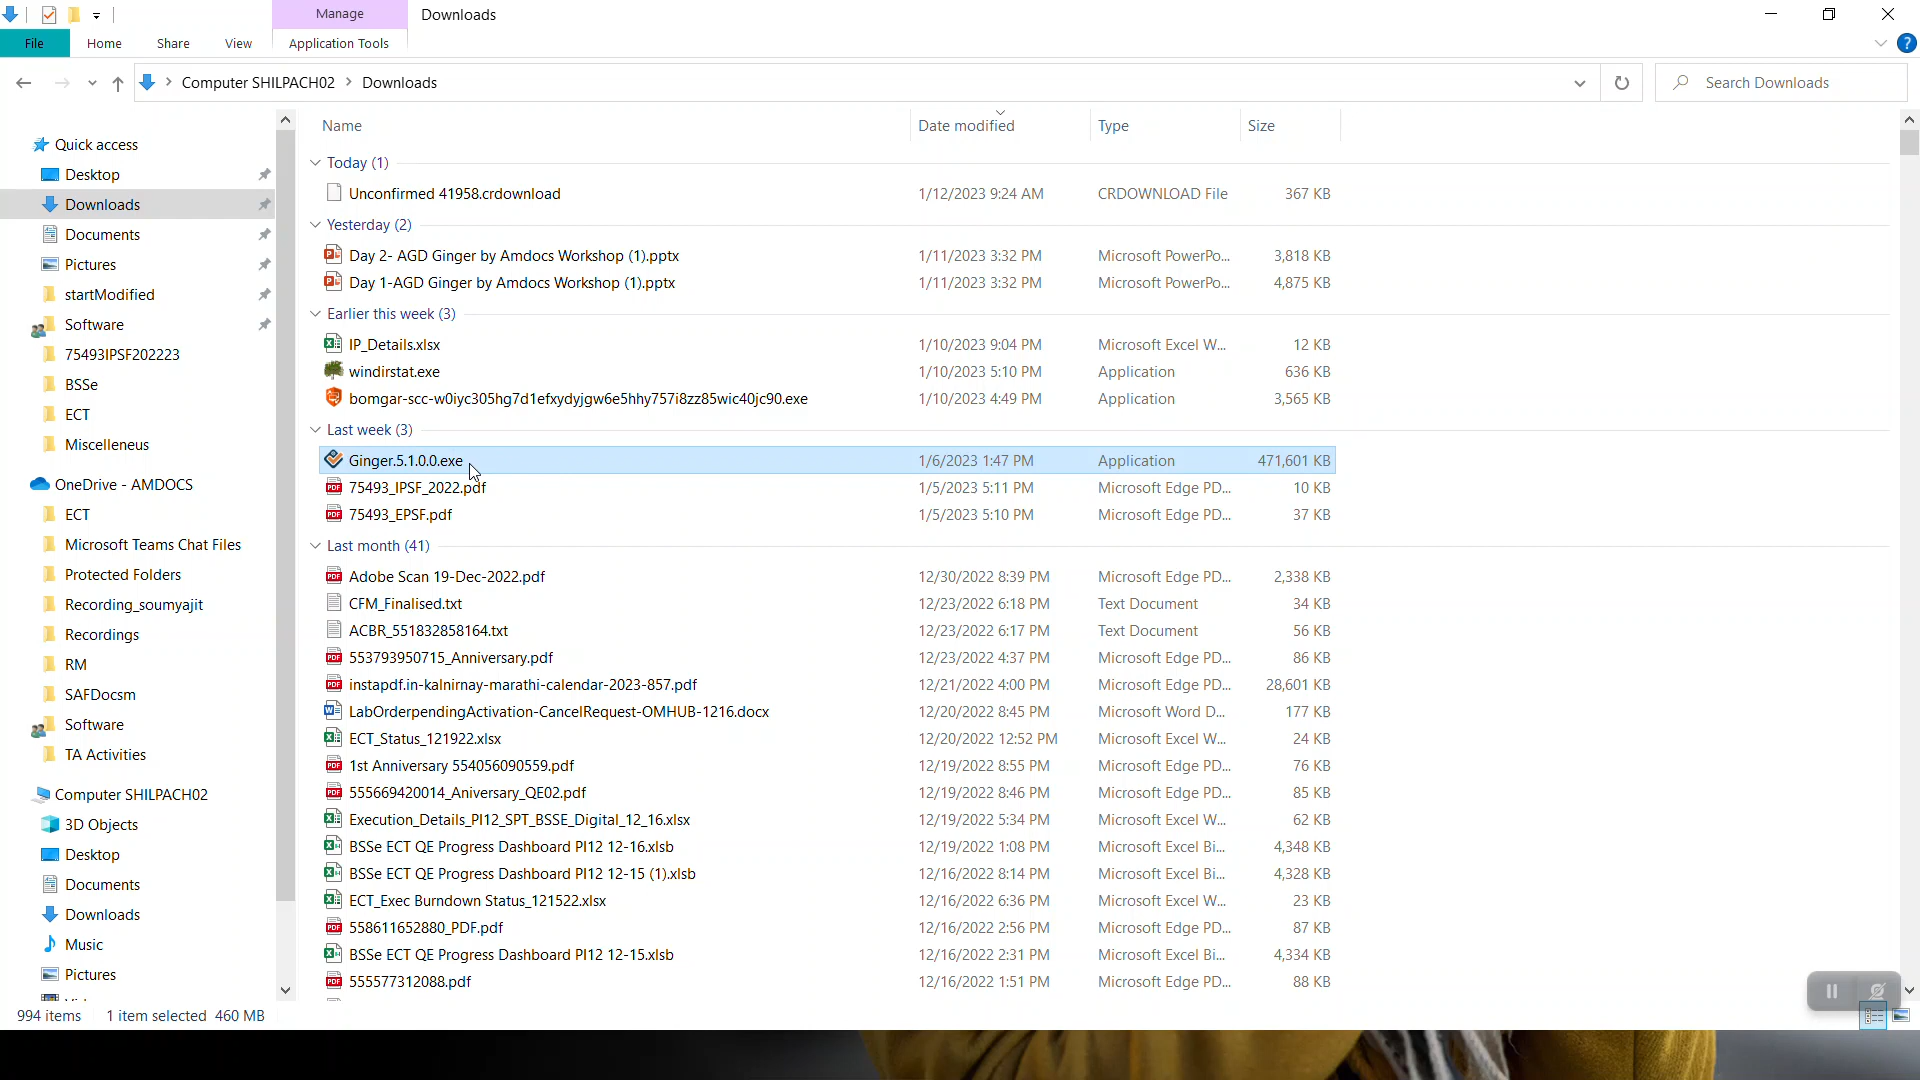 Manage
Downloads
File
Home
Share
View
Application Tools
?
Computer SHILPACH02
Downloads
Search Downloads
Name
Date modified
Type
Size
Quick access
Desktop
Downloads
Documents
Pictures
startModified
Software
75493IPSF202223
BSSe
ECT
Miscelleneus
OneDrive - AMDOCS
ECT
Microsoft Teams Chat Files
Protected Folders
Recording_soumyajit
Recordings
RM
SAFDocsm
Software
TA Activities
Computer SHILPACH02
3D Objects
Desktop
Documents
Downloads
Music
Pictures
Today (1)
Unconfirmed 41958.crdownload 1/12/2023 9:24 AM CRDOWNLOAD File 367 KB
Yesterday (2)
Day 2- AGD Ginger by Amdocs Workshop (1).pptx 1/11/2023 3:32 PM Microsoft PowerPo... 3,818 KB
Day 1-AGD Ginger by Amdocs Workshop (1).pptx 1/11/2023 3:32 PM Microsoft PowerPo... 4,875 KB
Earlier this week (3)
IP_Details.xlsx 1/10/2023 9:04 PM Microsoft Excel W... 12 KB
windirstat.exe 1/10/2023 5:10 PM Application 636 KB
bomgar-scc-w0iyc305hg7d1efxydyjgw6e5hhy757i8zz85wic40jc90.exe 1/10/2023 4:49 PM Application 3,565 KB
Last week (3)
Ginger.5.1.0.0.exe 1/6/2023 1:47 PM Application 471,601 KB
75493_IPSF_2022.pdf 1/5/2023 5:11 PM Microsoft Edge PD... 10 KB
75493_EPSF.pdf 1/5/2023 5:10 PM Microsoft Edge PD... 37 KB
Last month (41)
Adobe Scan 19-Dec-2022.pdf 12/30/2022 8:39 PM Microsoft Edge PD... 2,338 KB
CFM_Finalised.txt 12/23/2022 6:18 PM Text Document 34 KB
ACBR_551832858164.txt 12/23/2022 6:17 PM Text Document 56 KB
553793950715_Anniversary.pdf 12/23/2022 4:37 PM Microsoft Edge PD... 86 KB
instapdf.in-kalnirnay-marathi-calendar-2023-857.pdf 12/21/2022 4:00 PM Microsoft Edge PD... 28,601 KB
LabOrderpendingActivation-CancelRequest-OMHUB-1216.docx 12/20/2022 8:45 PM Microsoft Word D... 177 KB
ECT_Status_121922.xlsx 12/20/2022 12:52 PM Microsoft Excel W... 24 KB
1st Anniversary 554056090559.pdf 12/19/2022 8:55 PM Microsoft Edge PD... 76 KB
555669420014_Aniversary_QE02.pdf 12/19/2022 8:46 PM Microsoft Edge PD... 85 KB
Execution_Details_PI12_SPT_BSSE_Digital_12_16.xlsx 12/19/2022 5:34 PM Microsoft Excel W... 62 KB
BSSe ECT QE Progress Dashboard PI12 12-16.xlsb 12/19/2022 1:08 PM Microsoft Excel Bi... 4,348 KB
BSSe ECT QE Progress Dashboard PI12 12-15 (1).xlsb 12/16/2022 8:14 PM Microsoft Excel Bi... 4,328 KB
ECT_Exec Burndown Status_121522.xlsx 12/16/2022 6:36 PM Microsoft Excel W... 23 KB
558611652880_PDF.pdf 12/16/2022 2:56 PM Microsoft Edge PD... 87 KB
BSSe ECT QE Progress Dashboard PI12 12-15.xlsb 12/16/2022 2:31 PM Microsoft Excel Bi... 4,334 KB
555577312088.pdf 12/16/2022 1:51 PM Microsoft Edge PD... 88 KB
994 items 1 item selected 460 MB